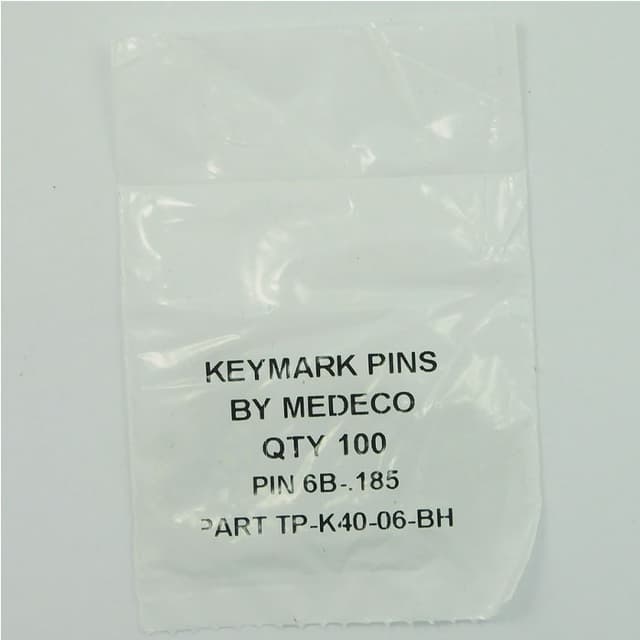 KEYMARK PINS
BY MEDECO
QTY 100
PIN 6B-.185
PART TP-K40-06-BH